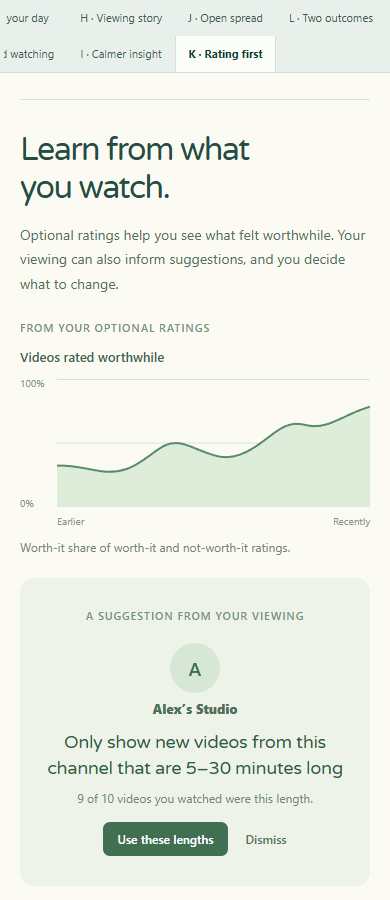 your day
H · Viewing story
J · Open spread
L · Two outcomes
d watching
I · Calmer insight
K · Rating first
Learn from what
you watch.
Optional ratings help you see what felt worthwhile. Your
viewing can also inform suggestions, and you decide
what to change.
FROM YOUR OPTIONAL RATINGS
Videos rated worthwhile
100%
0%
Earlier
Recently
Worth-it share of worth-it and not-worth-it ratings.
A SUGGESTION FROM YOUR VIEWING
A
Alex’s Studio
Only show new videos from this
channel that are 5–30 minutes long
9 of 10 videos you watched were this length.
Use these lengths
Dismiss